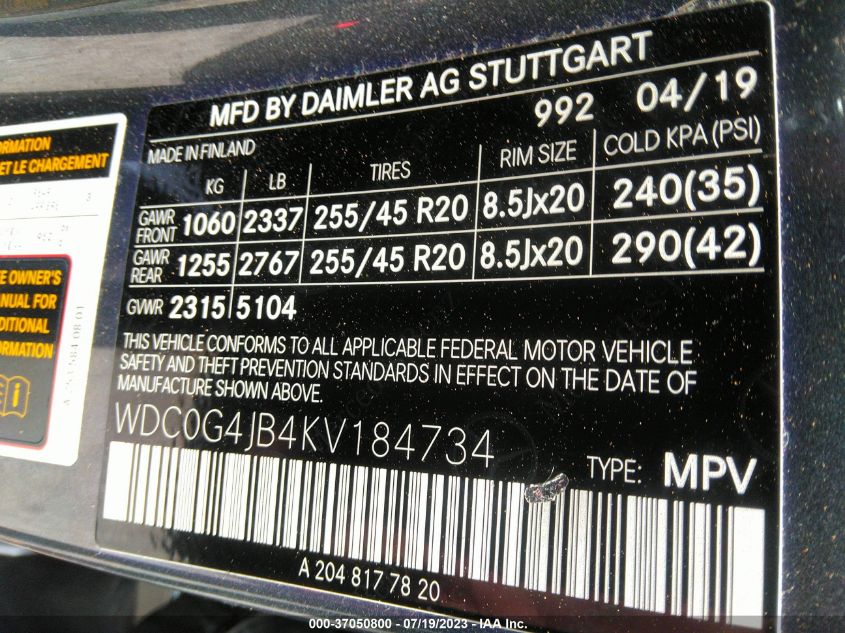 MFD BY DAIMLER AG STUTTGART
992 04/19
MADE IN FINLAND
KG LB TIRES RIM SIZE COLD KPA (PSI)
GAWR FRONT 1060 2337 255/45 R20 8.5Jx20 240(35)
GAWR REAR 1255 2767 255/45 R20 8.5Jx20 290(42)
GVWR 2315 5104
THIS VEHICLE CONFORMS TO ALL APPLICABLE FEDERAL MOTOR VEHICLE
SAFETY AND THEFT PREVENTION STANDARDS IN EFFECT ON THE DATE OF
MANUFACTURE SHOWN ABOVE.
WDC0G4JB4KV184734
TYPE: MPV
A 204 817 78 20
ET LE CHARGEMENT
OWNER'S
FOR
000-37050800 - 07/19/2023 - IAA Inc.